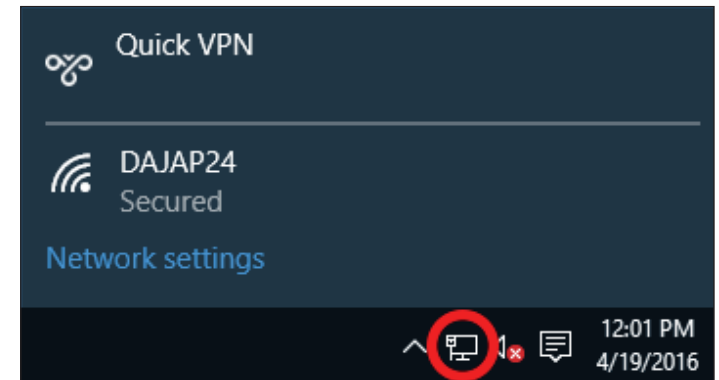 Quick VPN
DAJAP24
Secured
Network settings
12:01 PM
4/19/2016